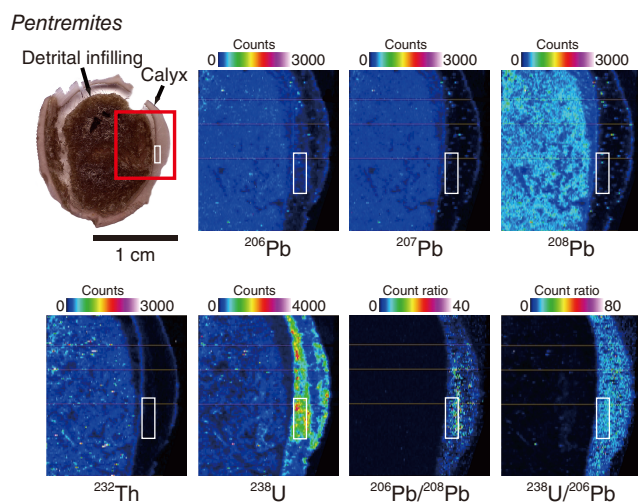 Pentremites
Detrital infilling
Calyx
1 cm
Counts
0 3000
²⁰⁶Pb
Counts
0 3000
²⁰⁷Pb
Counts
0 3000
²⁰⁸Pb
Counts
0 3000
²³²Th
Counts
0 4000
²³⁸U
Count ratio
0 40
²⁰⁶Pb/²⁰⁸Pb
Count ratio
0 80
²³⁸U/²⁰⁶Pb